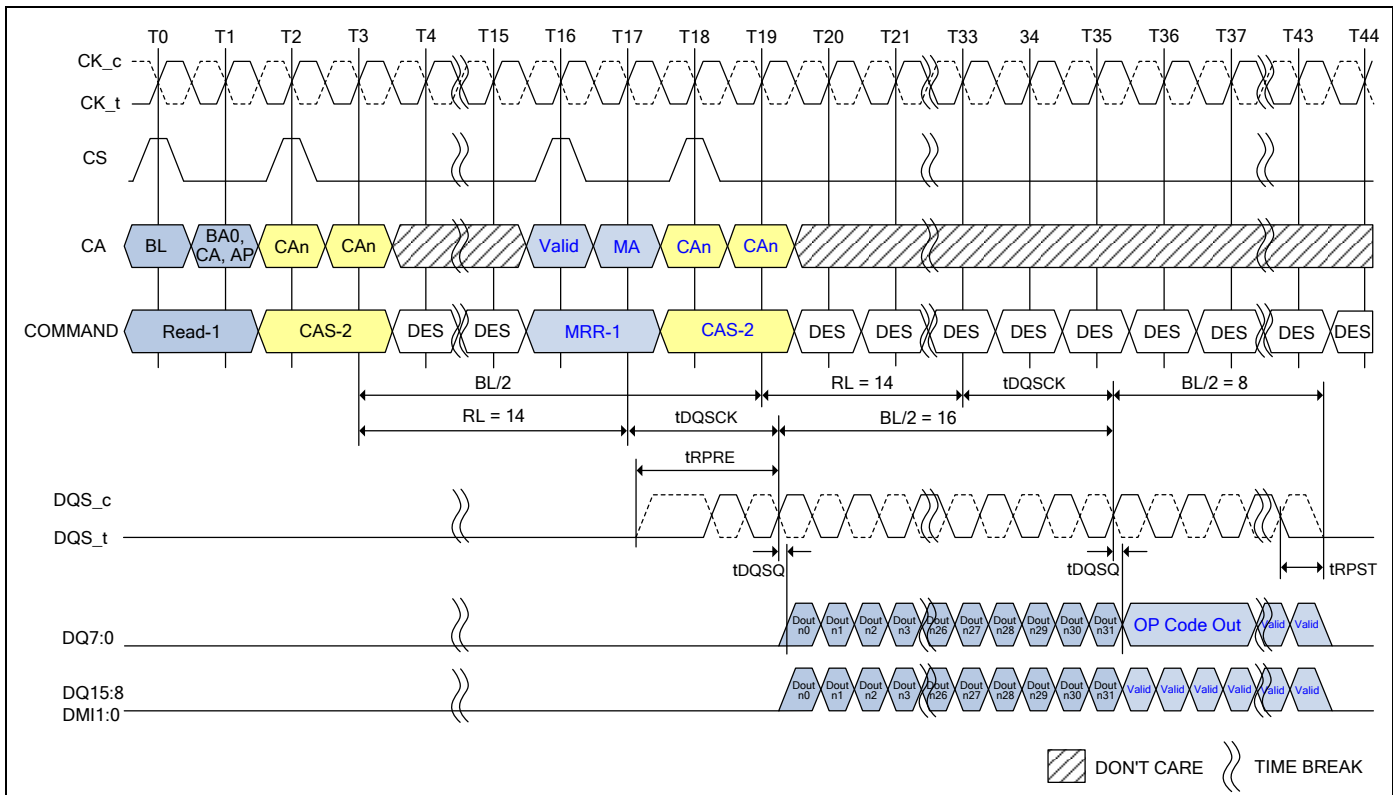 T0 T1 T2 T3 T4 T15 T16 T17 T18 T19 T20 T21 T33 34 T35 T36 T37 T43 T44
CK_c
CK_t
CS
CA
BL
BA0,
CA, AP
CAn
CAn
Valid
MA
CAn
CAn
COMMAND
Read-1
CAS-2
DES
DES
MRR-1
CAS-2
DES
DES
DES
DES
DES
DES
DES
DES
DES
BL/2
RL = 14
tDQSCK
BL/2 = 8
RL = 14
tDQSCK
BL/2 = 16
tRPRE
DQS_c
DQS_t
tDQSQ
tDQSQ
tRPST
DQ7:0
Dout
n0
Dout
n1
Dout
n2
Dout
n3
Dout
n26
Dout
n27
Dout
n28
Dout
n29
Dout
n30
Dout
n31
OP Code Out
Valid
Valid
DQ15:8
DMI1:0
Dout
n0
Dout
n1
Dout
n2
Dout
n3
Dout
n26
Dout
n27
Dout
n28
Dout
n29
Dout
n30
Dout
n31
Valid
Valid
Valid
Valid
Valid
Valid
DON'T CARE
TIME BREAK